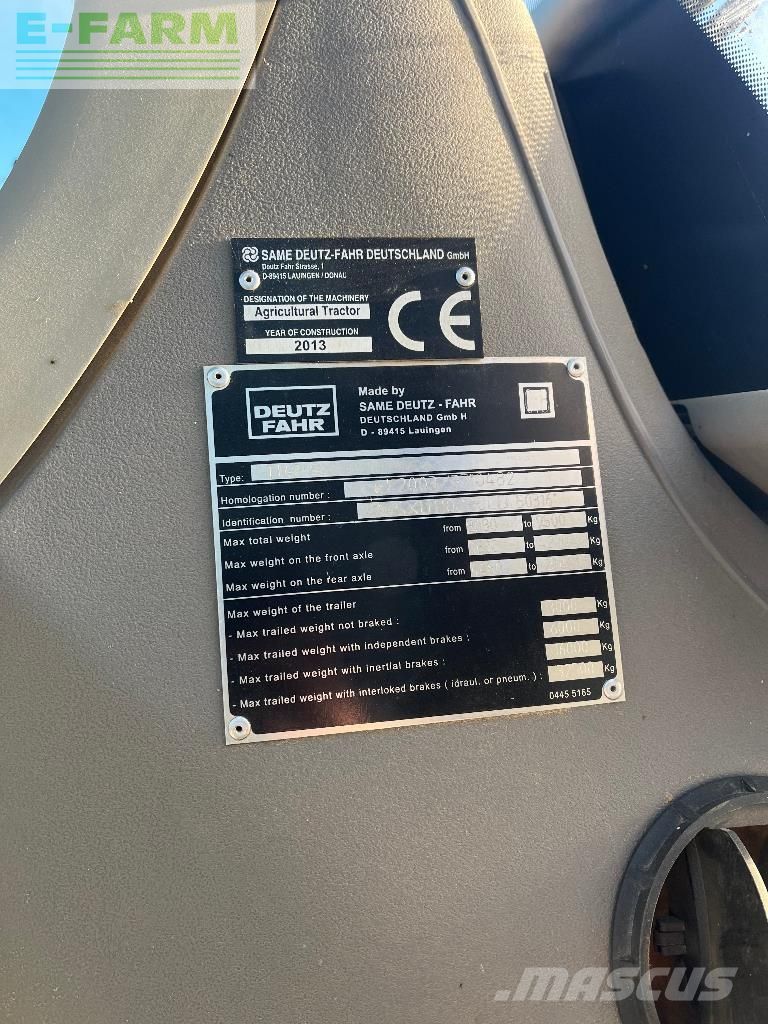 E-FARM
SAME DEUTZ-FAHR DEUTSCHLAND GmbH
Deutz Fahr Strasse, 1
D-89415 LAUINGEN / DONAU
DESIGNATION OF THE MACHINERY
Agricultural Tractor
YEAR OF CONSTRUCTION
2013
CE
DEUTZ
FAHR
Made by
SAME DEUTZ - FAHR
DEUTSCHLAND Gmb H
D - 89415 Lauingen
Type:
Homologation number :
Identification number :
Max total weight from to 9500 Kg
Max weight on the front axle from to Kg
Max weight on the rear axle from to Kg
Max weight of the trailer
- Max trailed weight not braked : 3000 Kg
- Max trailed weight with independent brakes : 6000 Kg
- Max trailed weight with inertial brakes : Kg
- Max trailed weight with interloked brakes ( idraul. or pneum. ) : Kg
0445 5165
MASCUS